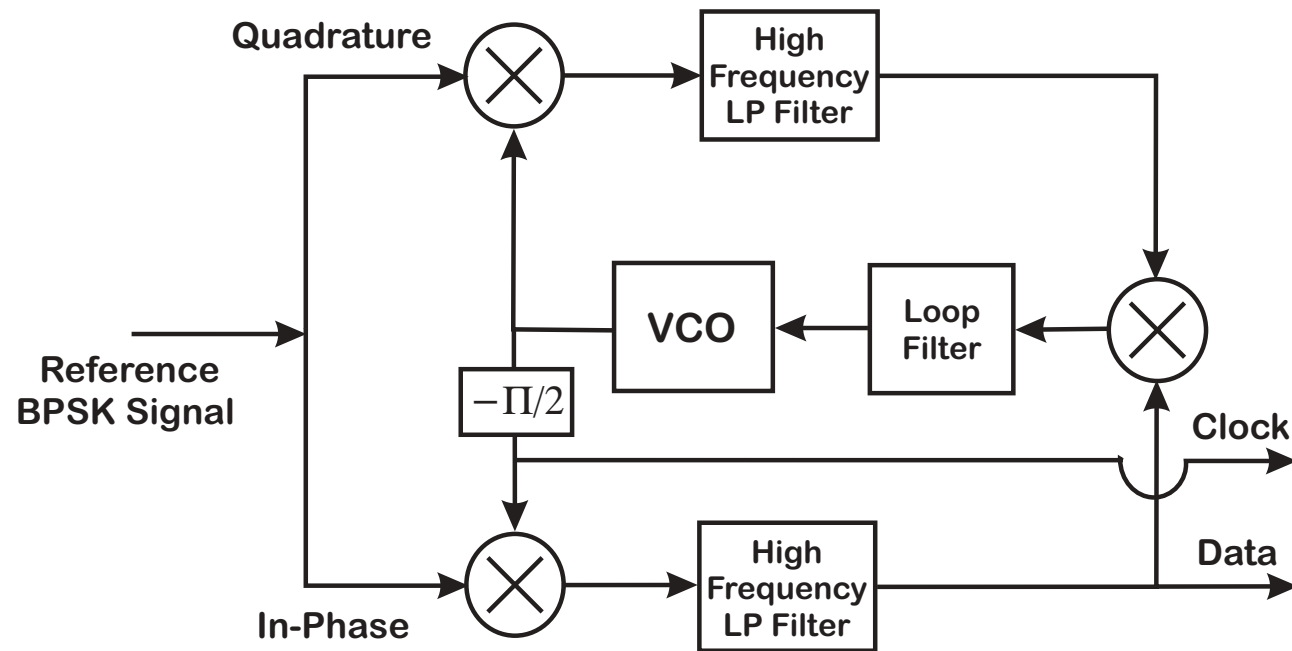 Quadrature
High
Frequency
LP Filter
VCO
Loop
Filter
Reference
BPSK Signal
−Π/2
Clock
High
Frequency
LP Filter
Data
In-Phase